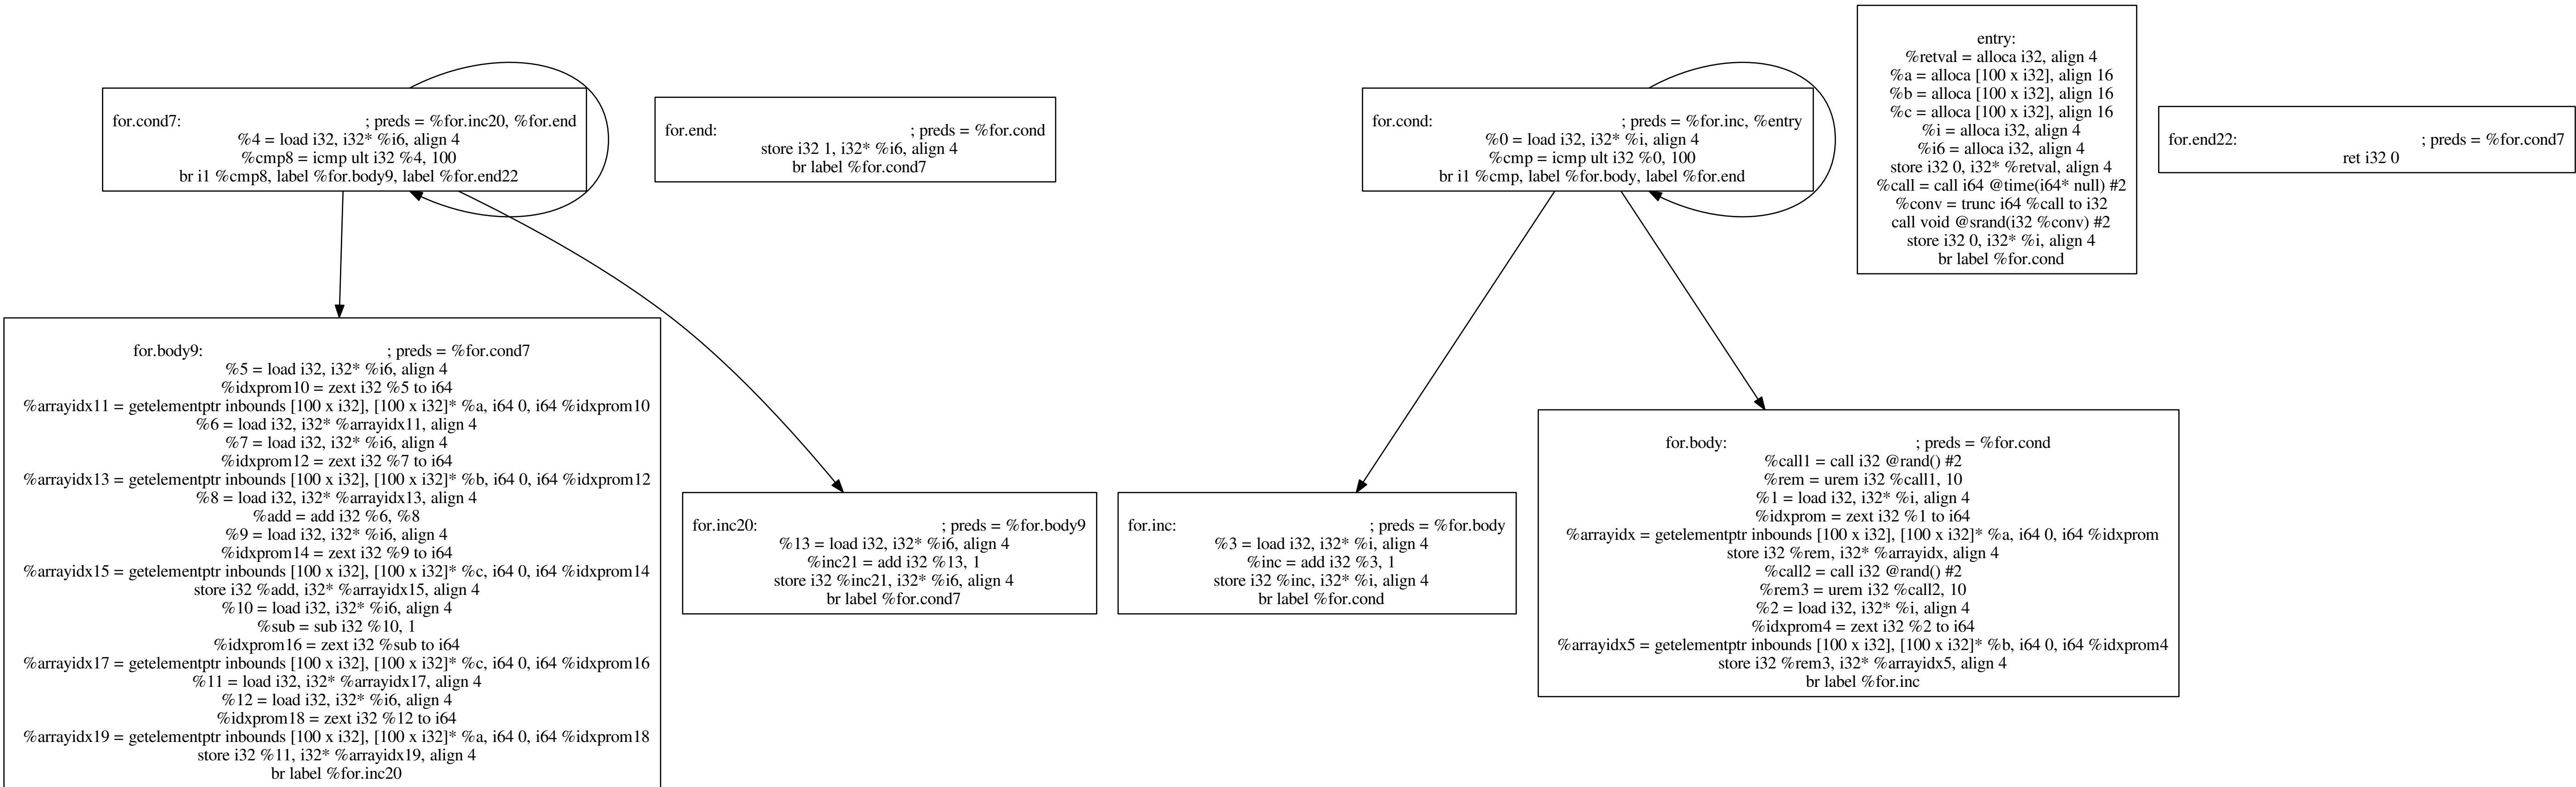 for.cond7: ; preds = %for.inc20, %for.end
%4 = load i32, i32* %i6, align 4
%cmp8 = icmp ult i32 %4, 100
br i1 %cmp8, label %for.body9, label %for.end22
for.end: ; preds = %for.cond
store i32 1, i32* %i6, align 4
br label %for.cond7
for.cond: ; preds = %for.inc, %entry
%0 = load i32, i32* %i, align 4
%cmp = icmp ult i32 %0, 100
br i1 %cmp, label %for.body, label %for.end
entry:
%retval = alloca i32, align 4
%a = alloca [100 x i32], align 16
%b = alloca [100 x i32], align 16
%c = alloca [100 x i32], align 16
%i = alloca i32, align 4
%i6 = alloca i32, align 4
store i32 0, i32* %retval, align 4
%call = call i64 @time(i64* null) #2
%conv = trunc i64 %call to i32
call void @srand(i32 %conv) #2
store i32 0, i32* %i, align 4
br label %for.cond
for.end22: ; preds = %for.cond7
ret i32 0
for.body9: ; preds = %for.cond7
%5 = load i32, i32* %i6, align 4
%idxprom10 = zext i32 %5 to i64
%arrayidx11 = getelementptr inbounds [100 x i32], [100 x i32]* %a, i64 0, i64 %idxprom10
%6 = load i32, i32* %arrayidx11, align 4
%7 = load i32, i32* %i6, align 4
%idxprom12 = zext i32 %7 to i64
%arrayidx13 = getelementptr inbounds [100 x i32], [100 x i32]* %b, i64 0, i64 %idxprom12
%8 = load i32, i32* %arrayidx13, align 4
%add = add i32 %6, %8
%9 = load i32, i32* %i6, align 4
%idxprom14 = zext i32 %9 to i64
%arrayidx15 = getelementptr inbounds [100 x i32], [100 x i32]* %c, i64 0, i64 %idxprom14
store i32 %add, i32* %arrayidx15, align 4
%10 = load i32, i32* %i6, align 4
%sub = sub i32 %10, 1
%idxprom16 = zext i32 %sub to i64
%arrayidx17 = getelementptr inbounds [100 x i32], [100 x i32]* %c, i64 0, i64 %idxprom16
%11 = load i32, i32* %arrayidx17, align 4
%12 = load i32, i32* %i6, align 4
%idxprom18 = zext i32 %12 to i64
%arrayidx19 = getelementptr inbounds [100 x i32], [100 x i32]* %a, i64 0, i64 %idxprom18
store i32 %11, i32* %arrayidx19, align 4
br label %for.inc20
for.inc20: ; preds = %for.body9
%13 = load i32, i32* %i6, align 4
%inc21 = add i32 %13, 1
store i32 %inc21, i32* %i6, align 4
br label %for.cond7
for.inc: ; preds = %for.body
%3 = load i32, i32* %i, align 4
%inc = add i32 %3, 1
store i32 %inc, i32* %i, align 4
br label %for.cond
for.body: ; preds = %for.cond
%call1 = call i32 @rand() #2
%rem = urem i32 %call1, 10
%1 = load i32, i32* %i, align 4
%idxprom = zext i32 %1 to i64
%arrayidx = getelementptr inbounds [100 x i32], [100 x i32]* %a, i64 0, i64 %idxprom
store i32 %rem, i32* %arrayidx, align 4
%call2 = call i32 @rand() #2
%rem3 = urem i32 %call2, 10
%2 = load i32, i32* %i, align 4
%idxprom4 = zext i32 %2 to i64
%arrayidx5 = getelementptr inbounds [100 x i32], [100 x i32]* %b, i64 0, i64 %idxprom4
store i32 %rem3, i32* %arrayidx5, align 4
br label %for.inc